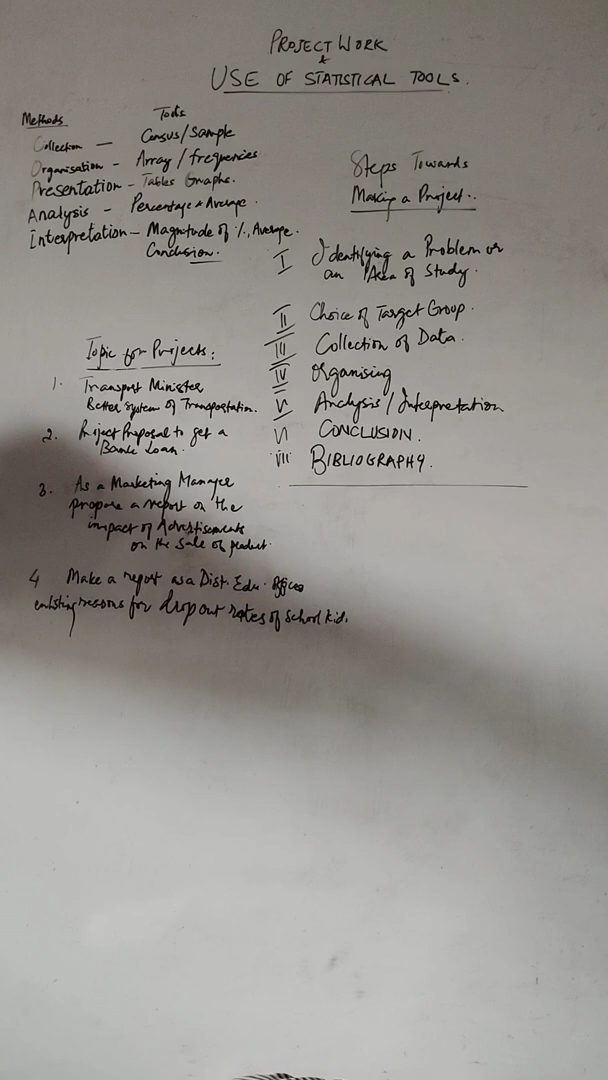 PROJECT WORK
&
USE OF STATISTICAL TOOLS.
Methods Tools
Collection — Census/Sample
Organisation - Array / frequencies
Presentation - Tables Graphs.
Analysis - Percentage & Average.
Interpretation - Magnitude of %, Average.
Conclusion.
Steps Towards
Making a Project.
I Identifying a Problem or
an Area of Study.
II Choice of Target Group.
III Collection of Data.
IV Organising
V Analysis / Interpretation
VI CONCLUSION.
VII BIBLIOGRAPHY.
Topic for Projects:
1. Transport Minister
Better system of Transpostation.
2. Project Proposal to get a
Bank Loan.
3. As a Marketing Manager
propose a report on the
impact of Advertisements
on the sale of product.
4 Make a report as a Dist. Edu. Officer
enlisting reasons for drop out rates of School kid.